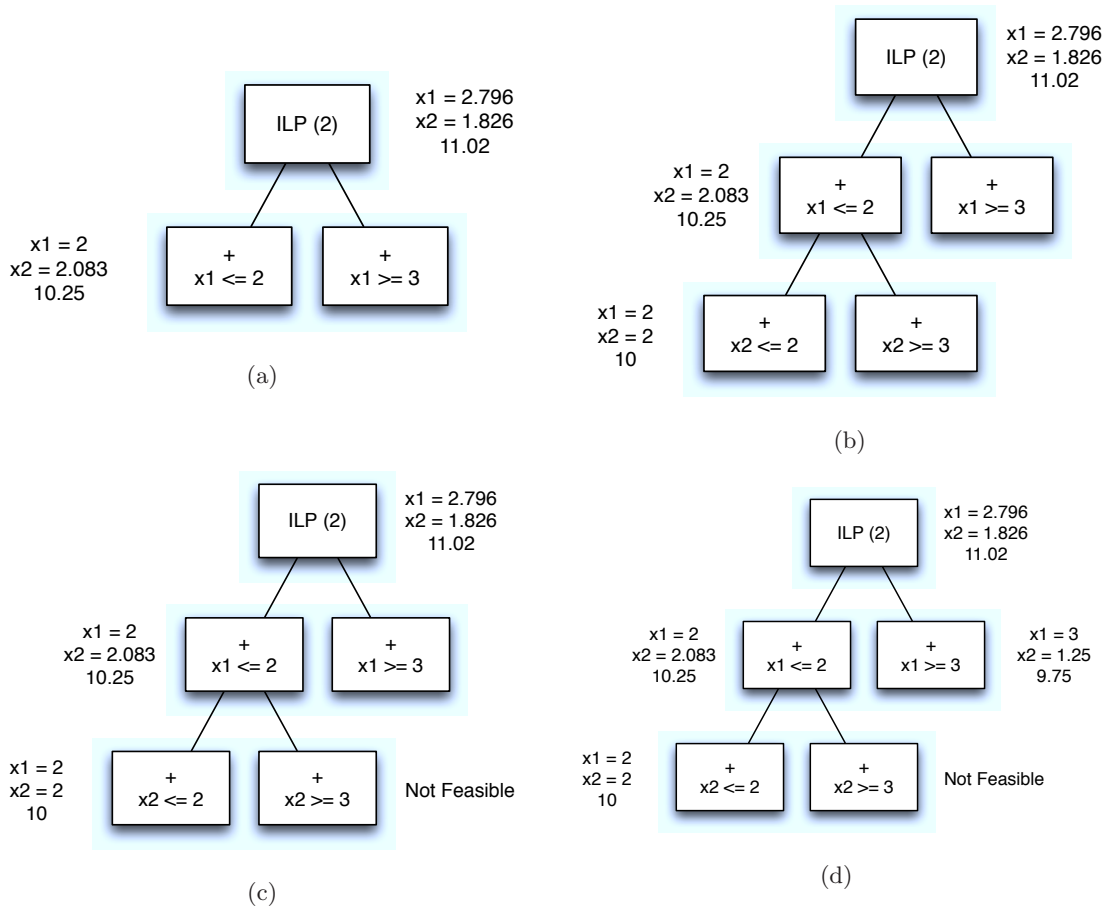 ILP (2)
x1 = 2.796
x2 = 1.826
11.02
x1 = 2
x2 = 2.083
10.25
+
x1 <= 2
+
x1 >= 3
(a)
ILP (2)
x1 = 2.796
x2 = 1.826
11.02
x1 = 2
x2 = 2.083
10.25
+
x1 <= 2
+
x1 >= 3
x1 = 2
x2 = 2
10
+
x2 <= 2
+
x2 >= 3
(b)
ILP (2)
x1 = 2.796
x2 = 1.826
11.02
x1 = 2
x2 = 2.083
10.25
+
x1 <= 2
+
x1 >= 3
x1 = 2
x2 = 2
10
+
x2 <= 2
+
x2 >= 3
Not Feasible
(c)
ILP (2)
x1 = 2.796
x2 = 1.826
11.02
x1 = 2
x2 = 2.083
10.25
+
x1 <= 2
+
x1 >= 3
x1 = 3
x2 = 1.25
9.75
x1 = 2
x2 = 2
10
+
x2 <= 2
+
x2 >= 3
Not Feasible
(d)